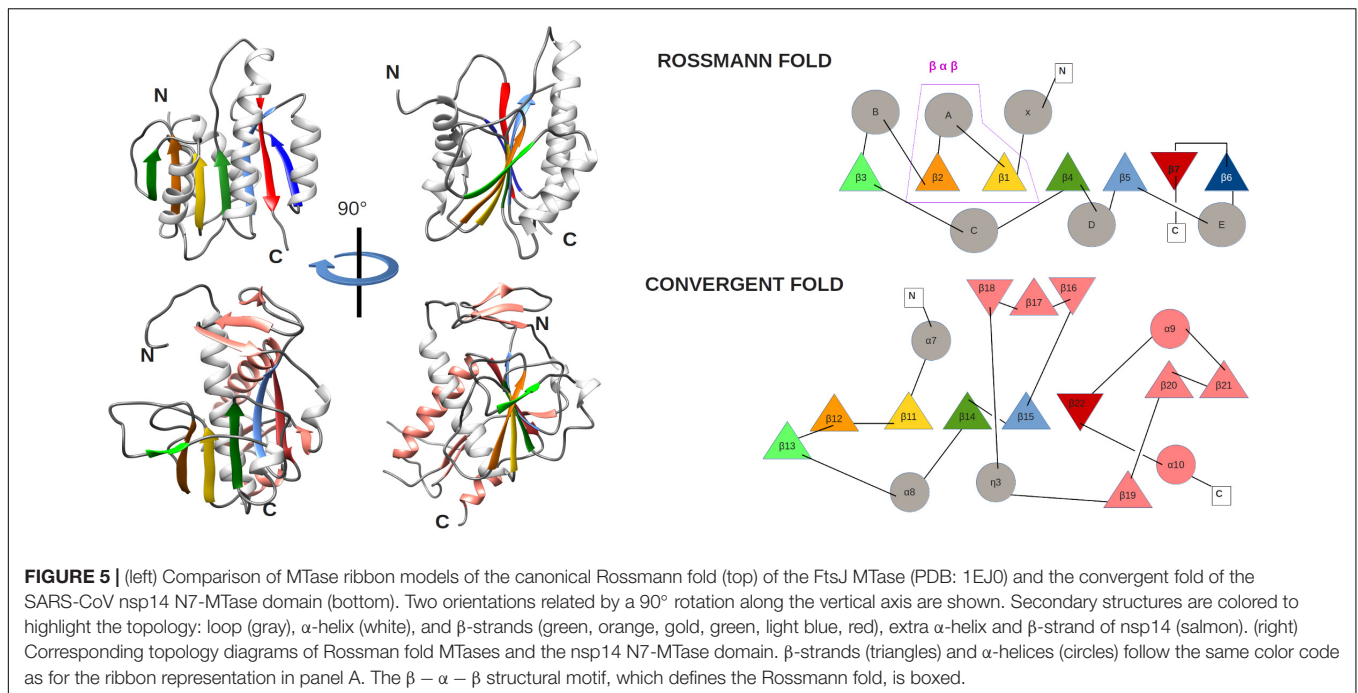 N
N
C
C
90°
N
N
C
C
ROSSMANN FOLD
β α β
N
B
A
x
β3
β2
β1
β4
β5
β7
β6
C
D
C
E
CONVERGENT FOLD
N
β18
β17
β16
α7
α9
β20
β21
β12
β11
β14
β15
β22
β13
α8
η3
β19
α10
C
FIGURE 5 | (left) Comparison of MTase ribbon models of the canonical Rossmann fold (top) of the FtsJ MTase (PDB: 1EJ0) and the convergent fold of the
SARS-CoV nsp14 N7-MTase domain (bottom). Two orientations related by a 90° rotation along the vertical axis are shown. Secondary structures are colored to
highlight the topology: loop (gray), α-helix (white), and β-strands (green, orange, gold, green, light blue, red), extra α-helix and β-strand of nsp14 (salmon). (right)
Corresponding topology diagrams of Rossman fold MTases and the nsp14 N7-MTase domain. β-strands (triangles) and α-helices (circles) follow the same color code
as for the ribbon representation in panel A. The β − α − β structural motif, which defines the Rossmann fold, is boxed.